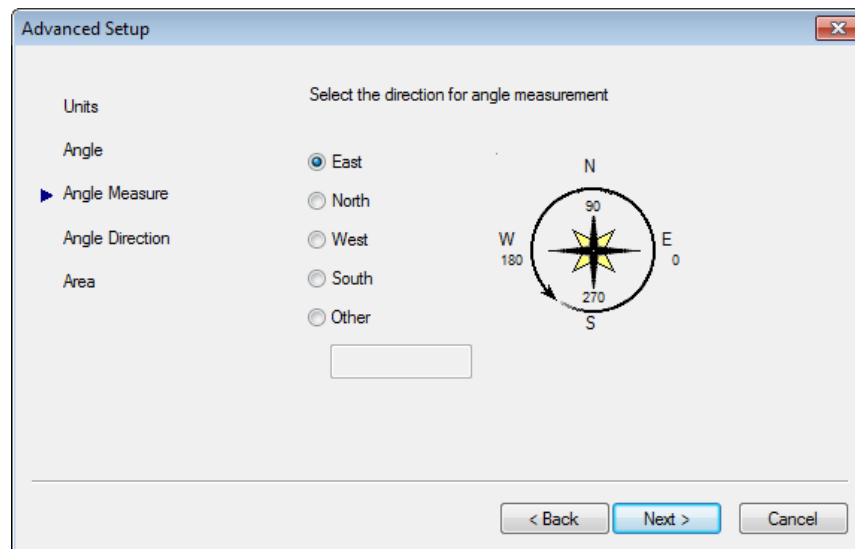 Advanced Setup
Select the direction for angle measurement
Units
Angle
Angle Measure
Angle Direction
Area
East
North
West
South
Other
N
90
W
E
180
0
270
S
< Back
Next >
Cancel